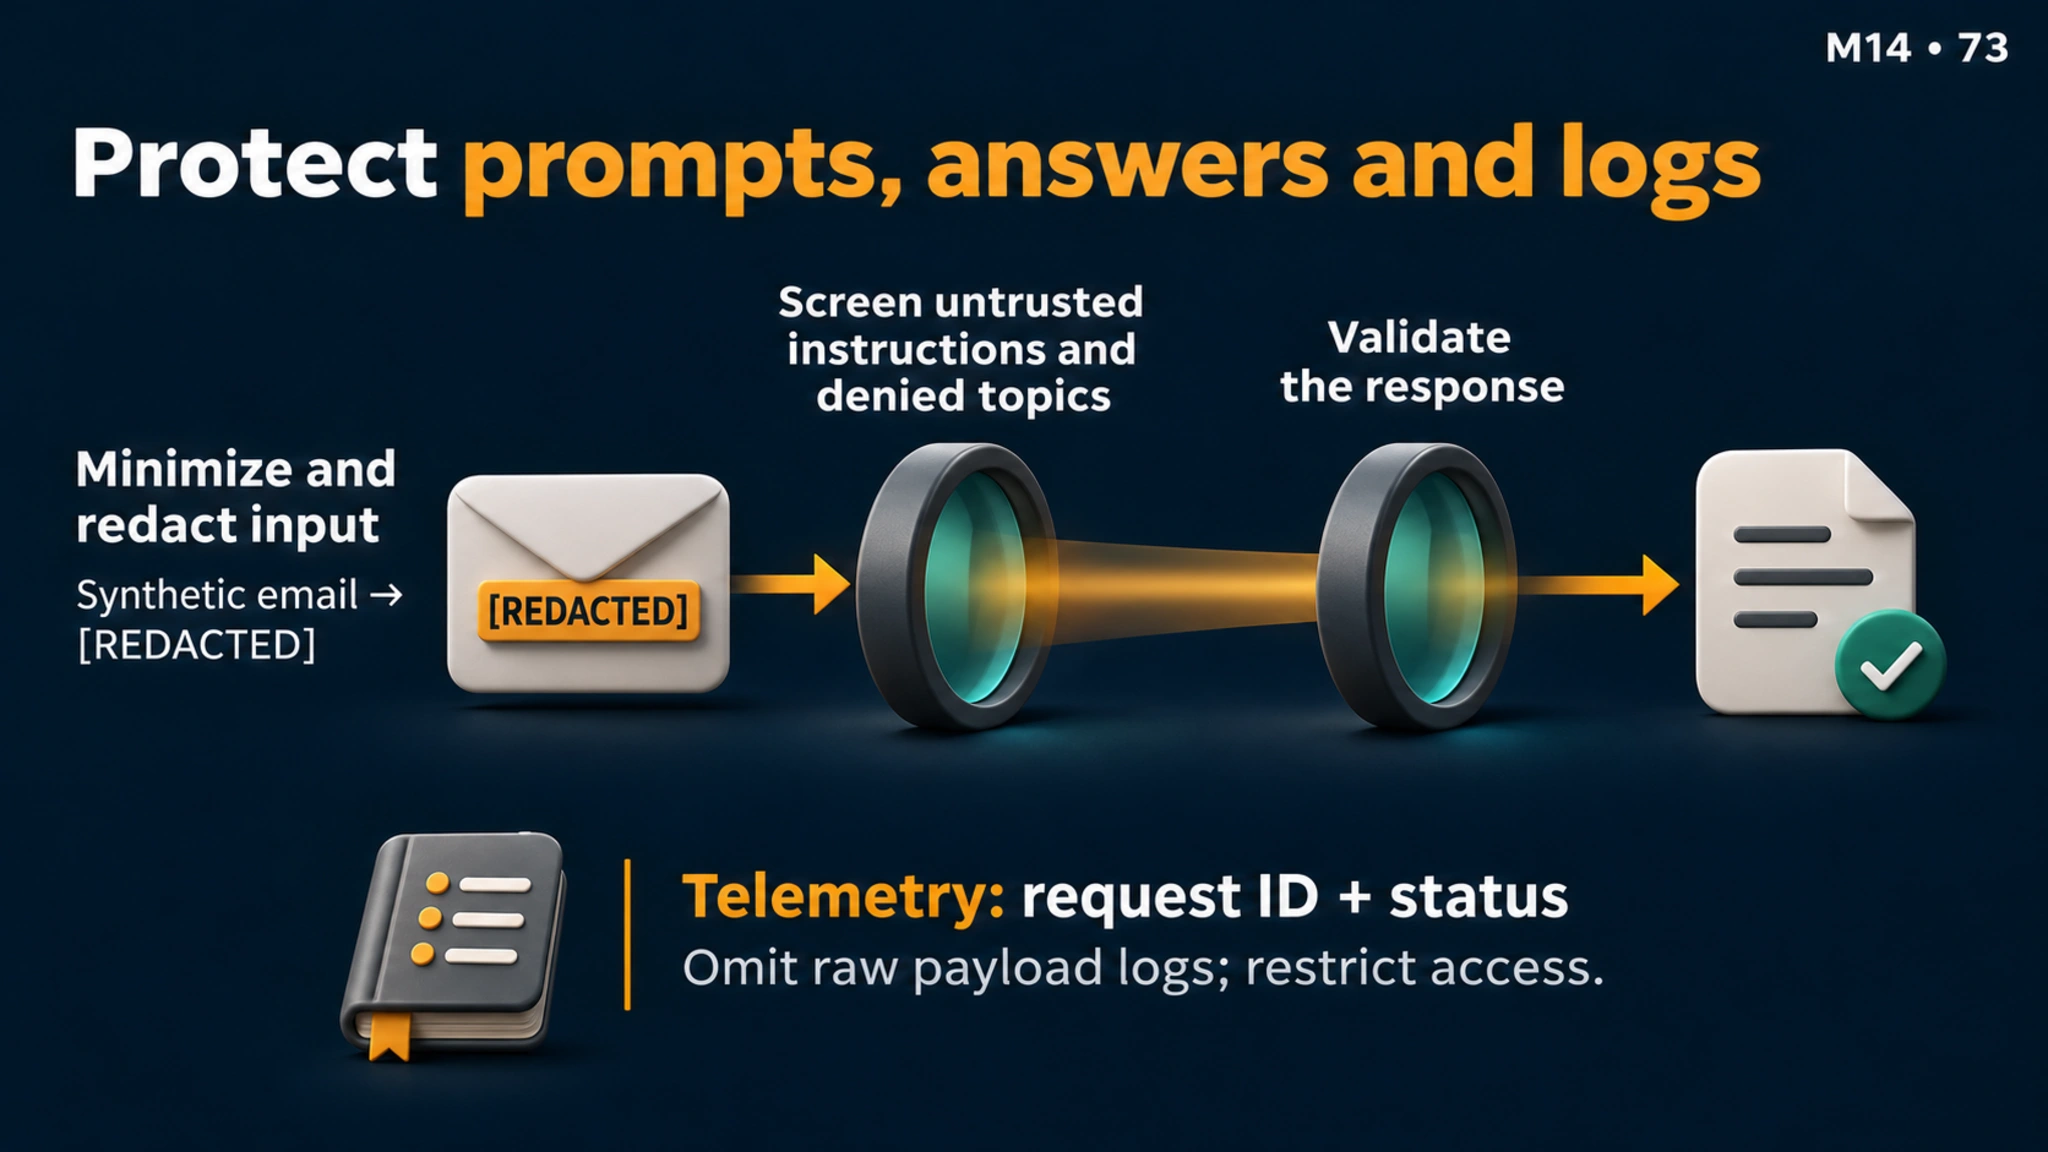 M14 • 73
Protect prompts, answers and logs
Minimize and
redact input
Synthetic email →
[REDACTED]
[REDACTED]
Screen untrusted
instructions and
denied topics
Validate
the response
Telemetry: request ID + status
Omit raw payload logs; restrict access.